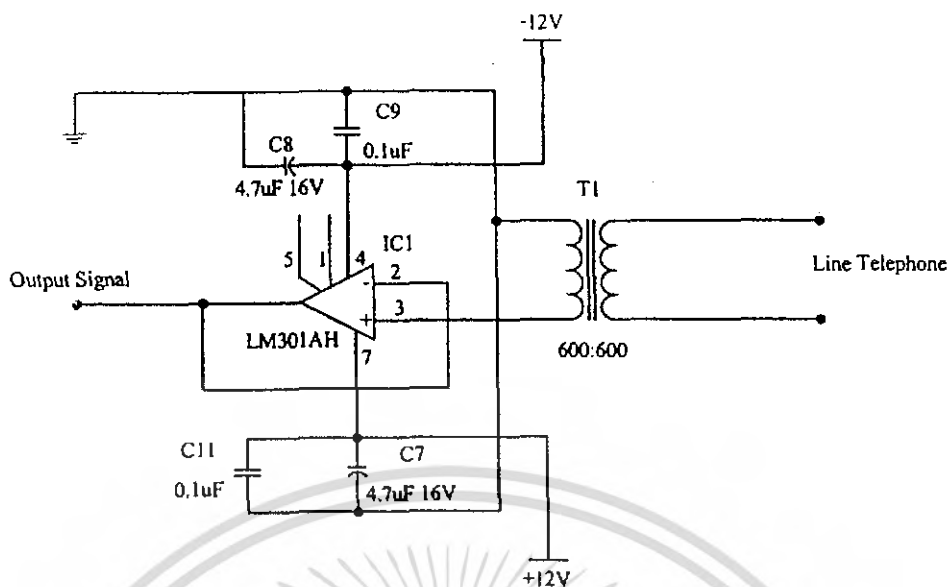 -12V
C9
0.1uF
C8
4.7uF 16V
T1
IC1
5
1
4
2
-
3
+
Output Signal
Line Telephone
LM301AH
7
600:600
C11
0.1uF
C7
4.7uF 16V
+12V